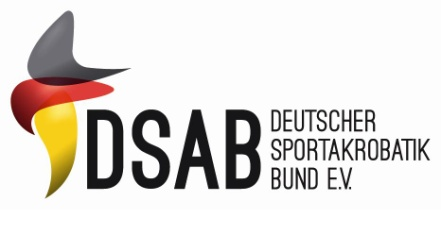 DSAB
DEUTSCHER
SPORTAKROBATIK
BUND E.V.